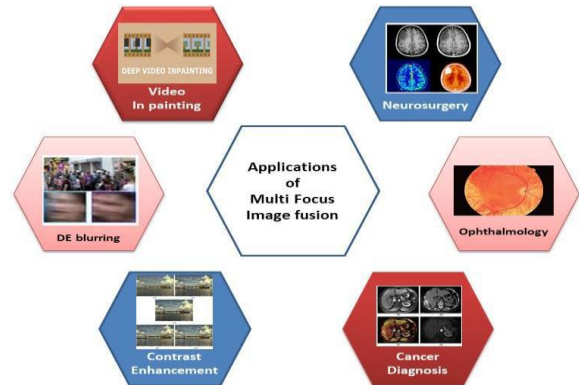 DEEP VIDEO INPAINTING
Video
In painting
Neurosurgery
Applications
of
Multi Focus
Image fusion
DE blurring
Ophthalmology
Contrast
Enhancement
Cancer
Diagnosis